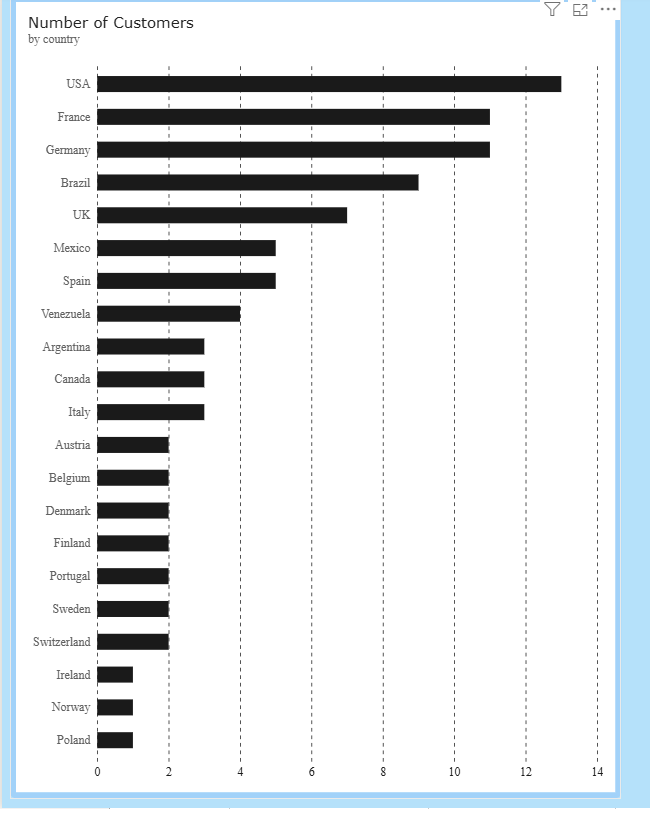 Number of Customers
by country
USA
France
Germany
Brazil
UK
Mexico
Spain
Venezuela
Argentina
Canada
Italy
Austria
Belgium
Denmark
Finland
Portugal
Sweden
Switzerland
Ireland
Norway
Poland
0 2 4 6 8 10 12 14